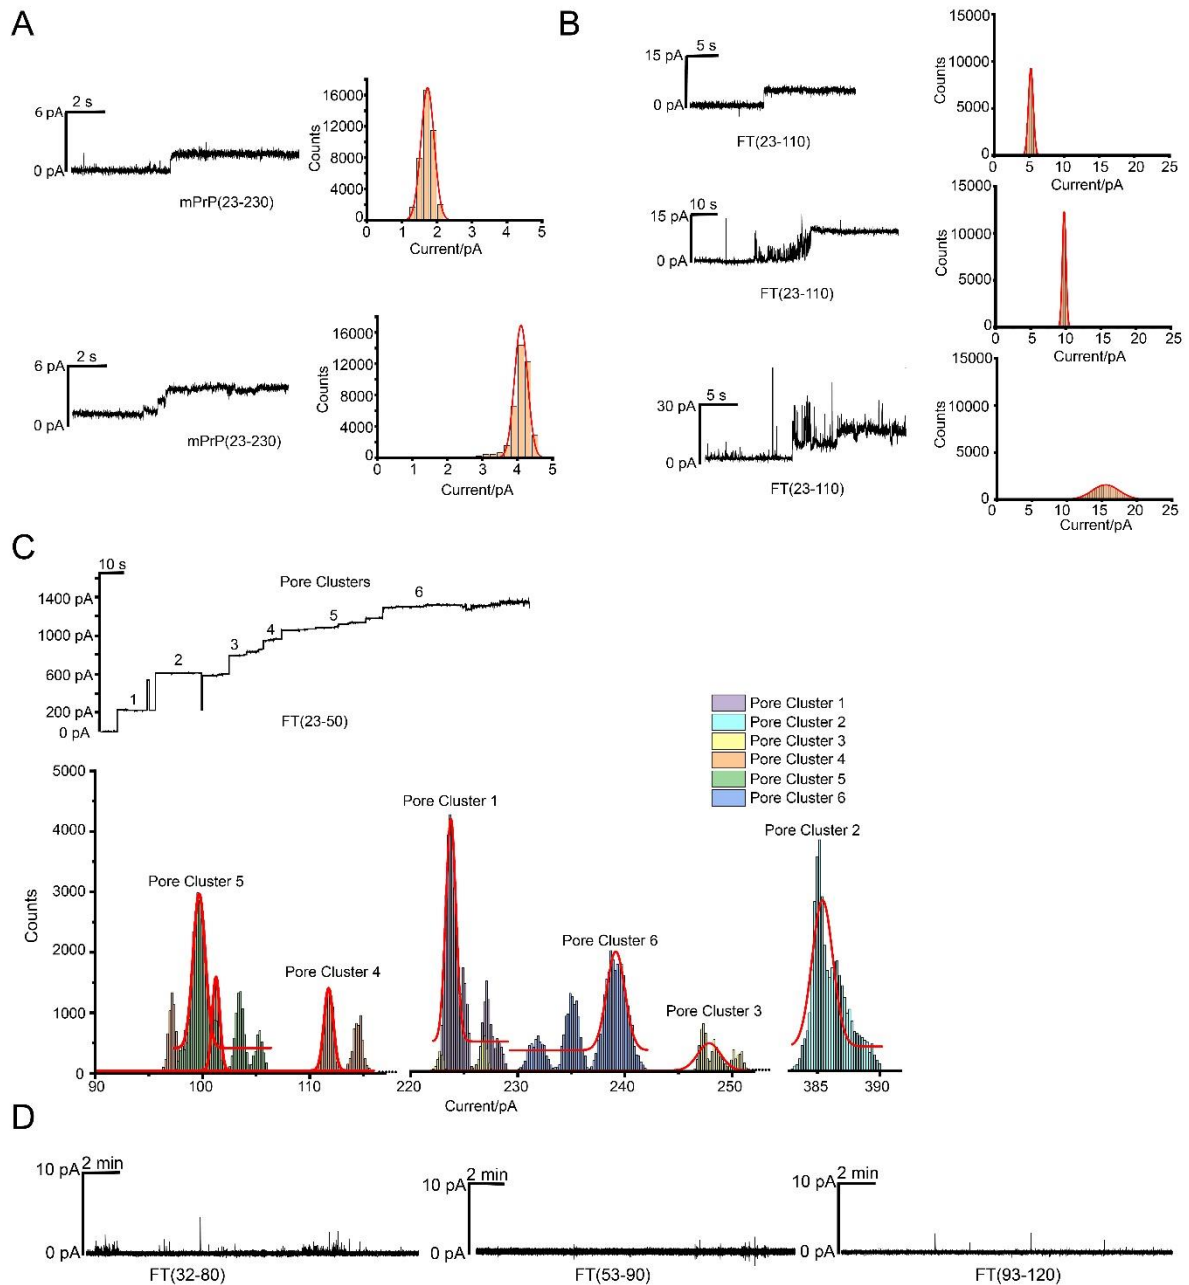 A
6 pA
2 s
0 pA
mPrP(23-230)
16000
12000
8000
4000
0
Counts
0 1 2 3 4 5
Current/pA
6 pA
2 s
0 pA
mPrP(23-230)
16000
12000
8000
4000
0
Counts
0 1 2 3 4 5
Current/pA
B
15 pA
5 s
0 pA
FT(23-110)
15000
10000
5000
0
Counts
0 5 10 15 20 25
Current/pA
15 pA
10 s
0 pA
FT(23-110)
15000
10000
5000
0
Counts
0 5 10 15 20 25
Current/pA
30 pA
5 s
0 pA
FT(23-110)
15000
10000
5000
0
Counts
0 5 10 15 20 25
Current/pA
C
10 s
1400 pA
1000 pA
600 pA
200 pA
0 pA
Pore Clusters
1 2 3 4 5 6
FT(23-50)
Pore Cluster 1
Pore Cluster 2
Pore Cluster 3
Pore Cluster 4
Pore Cluster 5
Pore Cluster 6
5000
4000
3000
2000
1000
0
Counts
Pore Cluster 5
Pore Cluster 4
Pore Cluster 1
Pore Cluster 6
Pore Cluster 3
Pore Cluster 2
90 100 110 220 230 240 250 385 390
Current/pA
D
10 pA
2 min
0 pA
FT(32-80)
10 pA
2 min
0 pA
FT(53-90)
10 pA
2 min
0 pA
FT(93-120)